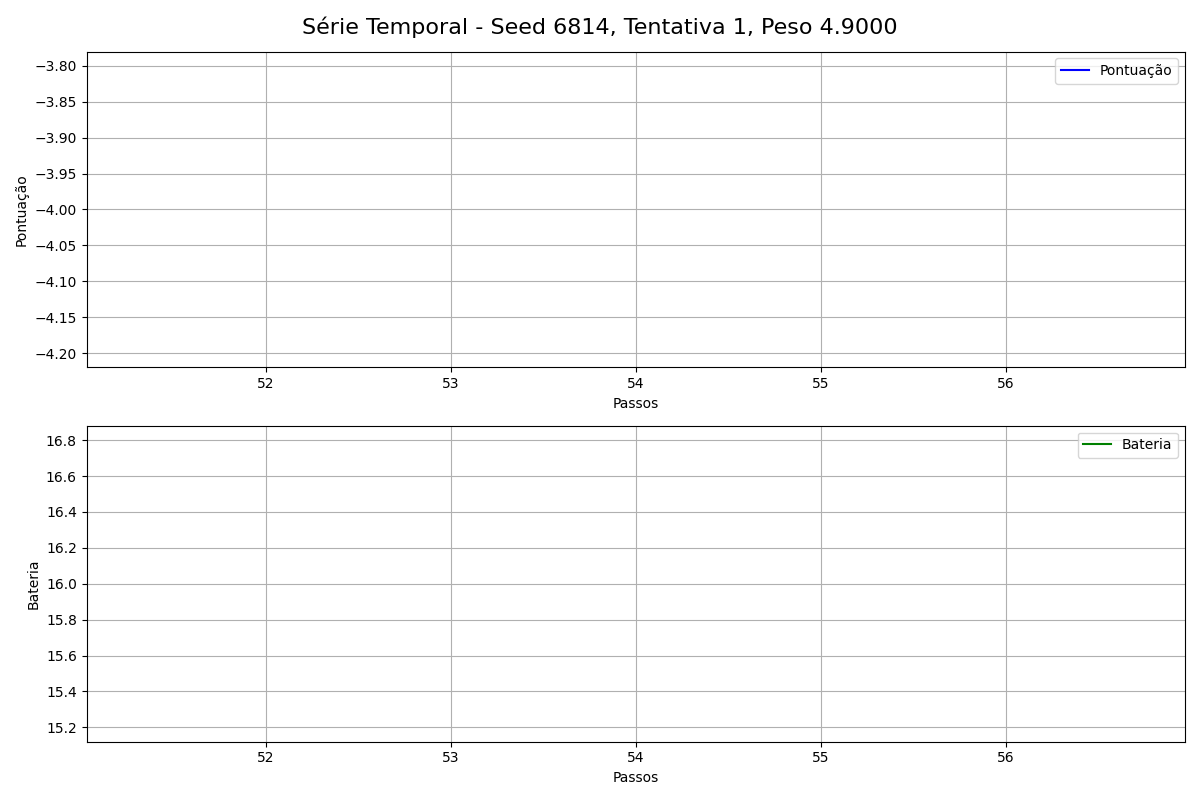 Série Temporal - Seed 6814, Tentativa 1, Peso 4.9000
Pontuação
−3.80
−3.85
−3.90
−3.95
−4.00
−4.05
−4.10
−4.15
−4.20
Pontuação
52 53 54 55 56
Passos
Bateria
16.8
16.6
16.4
16.2
16.0
15.8
15.6
15.4
15.2
Bateria
52 53 54 55 56
Passos